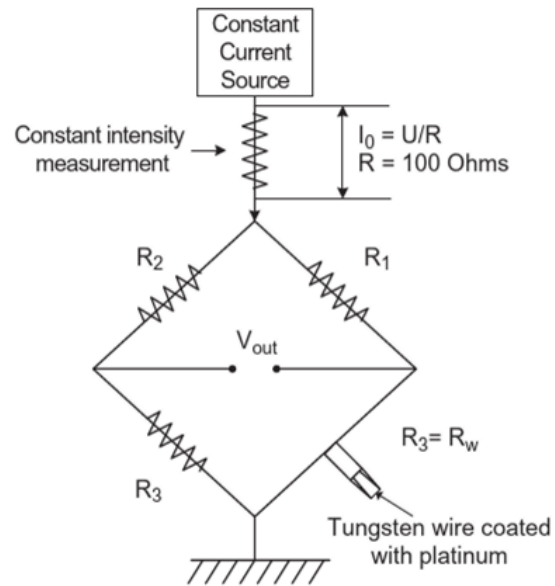 Constant
Current
Source
Constant intensity
measurement
I₀ = U/R
R = 100 Ohms
R₂
R₁
Vout
R₃
R₃= Rw
Tungsten wire coated
with platinum